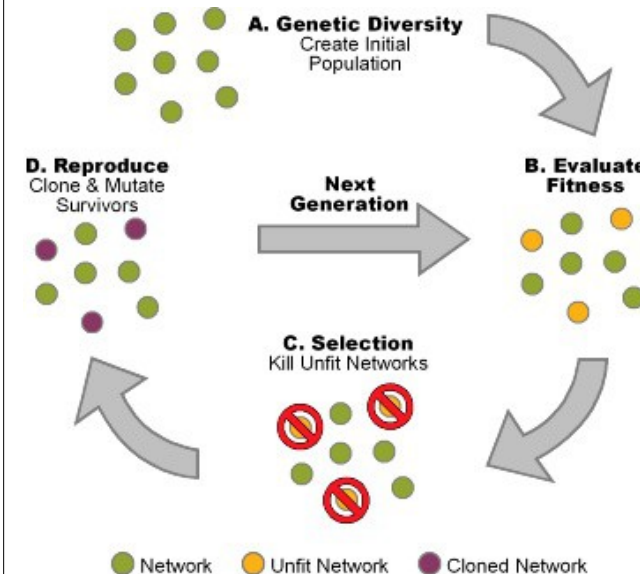 A. Genetic Diversity
Create Initial
Population
B. Evaluate
Fitness
D. Reproduce
Clone & Mutate
Survivors
Next
Generation
C. Selection
Kill Unfit Networks
Network
Unfit Network
Cloned Network